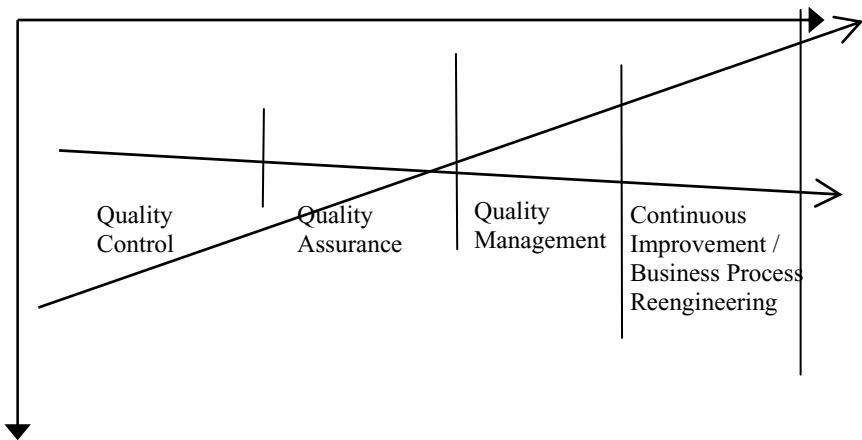 Quality
Control
Quality
Assurance
Quality
Management
Continuous
Improvement /
Business Process
Reengineering